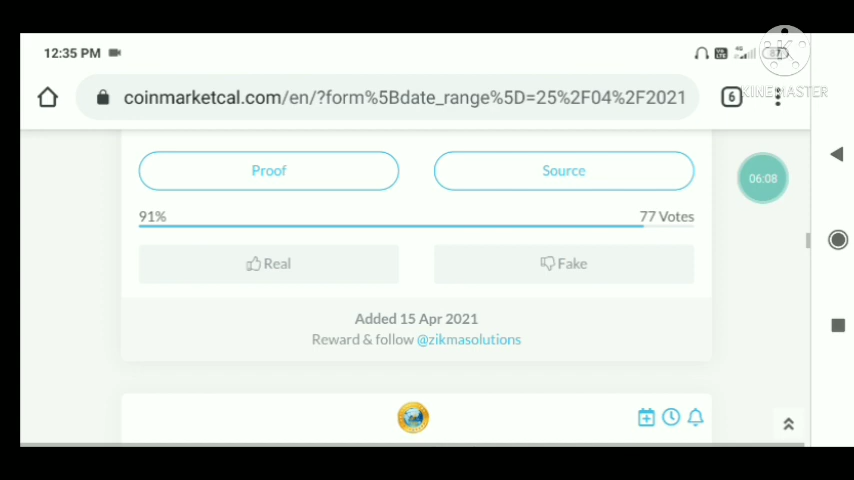 12:35 PM
87
KINEMASTER
coinmarketcal.com/en/?form%5Bdate_range%5D=25%2F04%2F2021
6
Proof
Source
06:08
91%
77 Votes
Real
Fake
Added 15 Apr 2021
Reward & follow @zikmasolutions